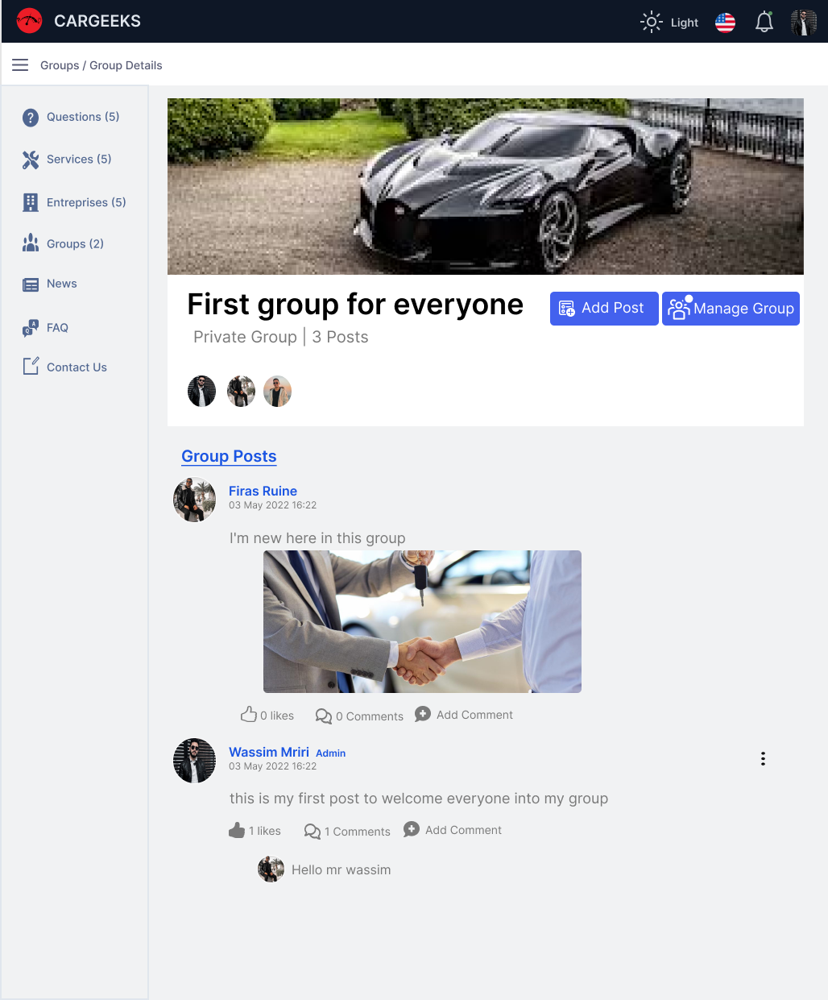 CARGEEKS
Light
Groups / Group Details
Questions (5)
Services (5)
Entreprises (5)
Groups (2)
News
FAQ
Contact Us
First group for everyone
Add Post
Manage Group
Private Group | 3 Posts
Group Posts
Firas Ruine
03 May 2022 16:22
I'm new here in this group
0 likes
0 Comments
Add Comment
Wassim Mriri Admin
03 May 2022 16:22
this is my first post to welcome everyone into my group
1 likes
1 Comments
Add Comment
Hello mr wassim